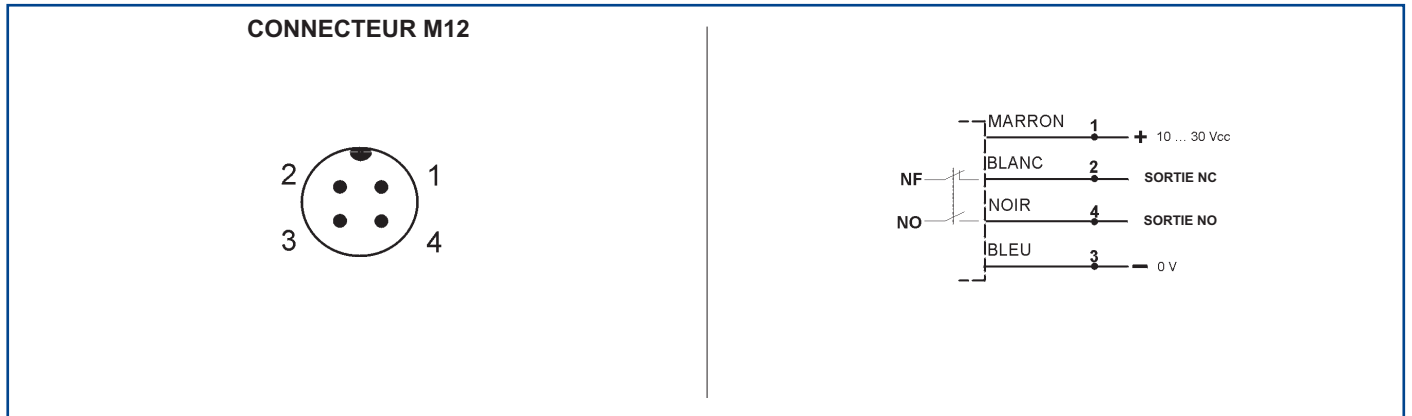 CONNECTEUR M12
2 1
3 4
MARRON 1 + 10 ... 30 Vcc
NF BLANC 2 SORTIE NC
NO NOIR 4 SORTIE NO
BLEU 3 − 0 V